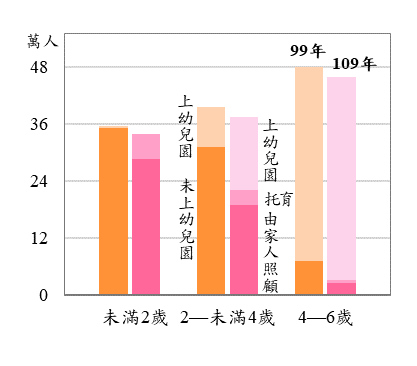 萬人
99年
109年
48
36
24
12
0
上幼兒園
未上幼兒園
上幼兒園
托育
由家人照顧
未滿2歲
2—未滿4歲
4—6歲